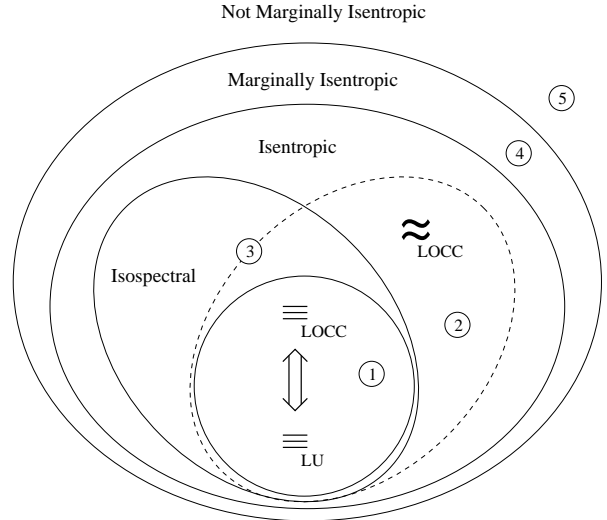 Not Marginally Isentropic
Marginally Isentropic
5
4
Isentropic
3
≈
LOCC
Isospectral
2
≡
LOCC
1
≡
LU